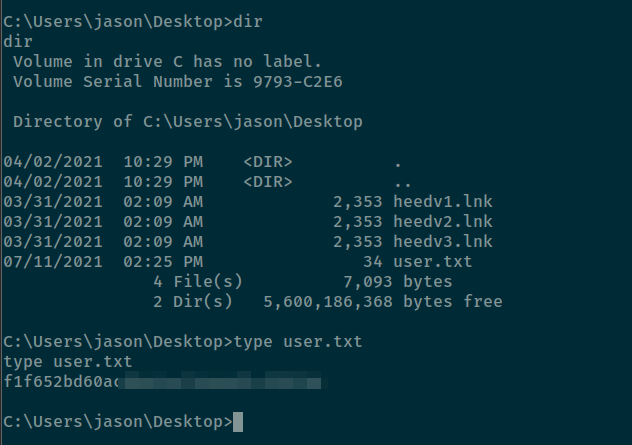 C:\Users\jason\Desktop>dir
dir
 Volume in drive C has no label.
 Volume Serial Number is 9793-C2E6

 Directory of C:\Users\jason\Desktop

04/02/2021  10:29 PM    <DIR>          .
04/02/2021  10:29 PM    <DIR>          ..
03/31/2021  02:09 AM             2,353 heedv1.lnk
03/31/2021  02:09 AM             2,353 heedv2.lnk
03/31/2021  02:09 AM             2,353 heedv3.lnk
07/11/2021  02:25 PM                34 user.txt
               4 File(s)          7,093 bytes
               2 Dir(s)   5,600,186,368 bytes free

C:\Users\jason\Desktop>type user.txt
type user.txt
f1f652bd60ac

C:\Users\jason\Desktop>